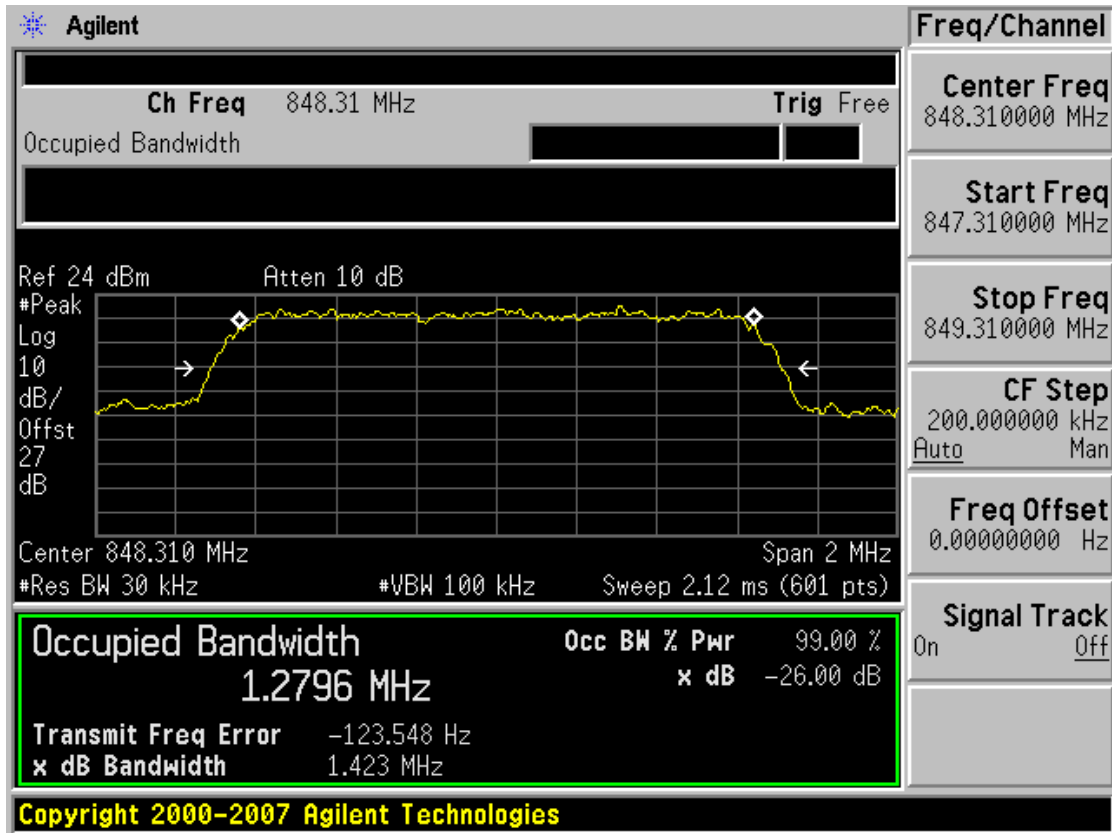 Agilent
Ch Freq 848.31 MHz Trig Free
Occupied Bandwidth
Ref 24 dBm Atten 10 dB
#Peak
Log
10
dB/
Offst
27
dB
Center 848.310 MHz Span 2 MHz
#Res BW 30 kHz #VBW 100 kHz Sweep 2.12 ms (601 pts)
Occupied Bandwidth
1.2796 MHz
Occ BW % Pwr 99.00 %
x dB -26.00 dB
Transmit Freq Error -123.548 Hz
x dB Bandwidth 1.423 MHz
Copyright 2000-2007 Agilent Technologies
Freq/Channel
Center Freq
848.310000 MHz
Start Freq
847.310000 MHz
Stop Freq
849.310000 MHz
CF Step
200.000000 kHz
Auto Man
Freq Offset
0.00000000 Hz
Signal Track
On Off